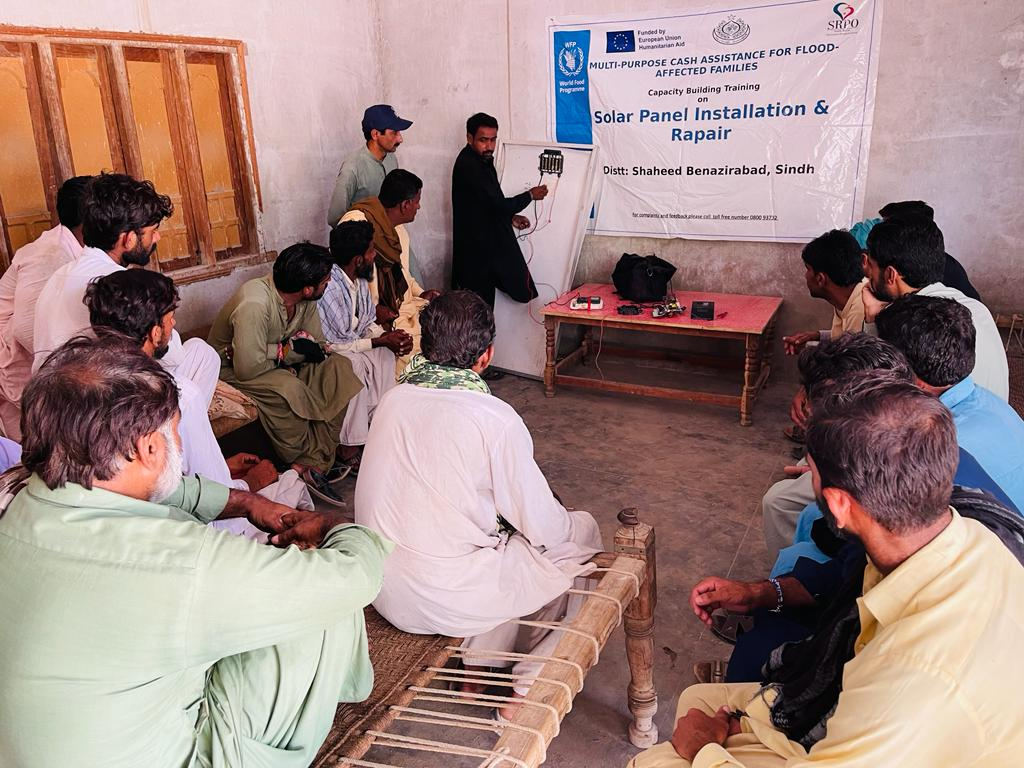 WFP
World Food
Programme
Funded by
European Union
Humanitarian Aid
SRPO
MULTI-PURPOSE CASH ASSISTANCE FOR FLOOD-
AFFECTED FAMILIES
Capacity Building Training
on
Solar Panel Installation &
Rapair
Distt: Shaheed Benazirabad, Sindh
for complaints and feedback please call toll free number 0800 93732